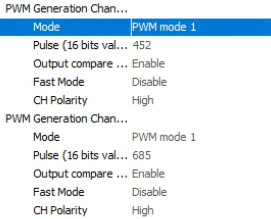 PWM Generation Chan...
Mode PWM mode 1
Pulse (16 bits val... 452
Output compare ... Enable
Fast Mode Disable
CH Polarity High
PWM Generation Chan...
Mode PWM mode 1
Pulse (16 bits val... 685
Output compare ... Enable
Fast Mode Disable
CH Polarity High